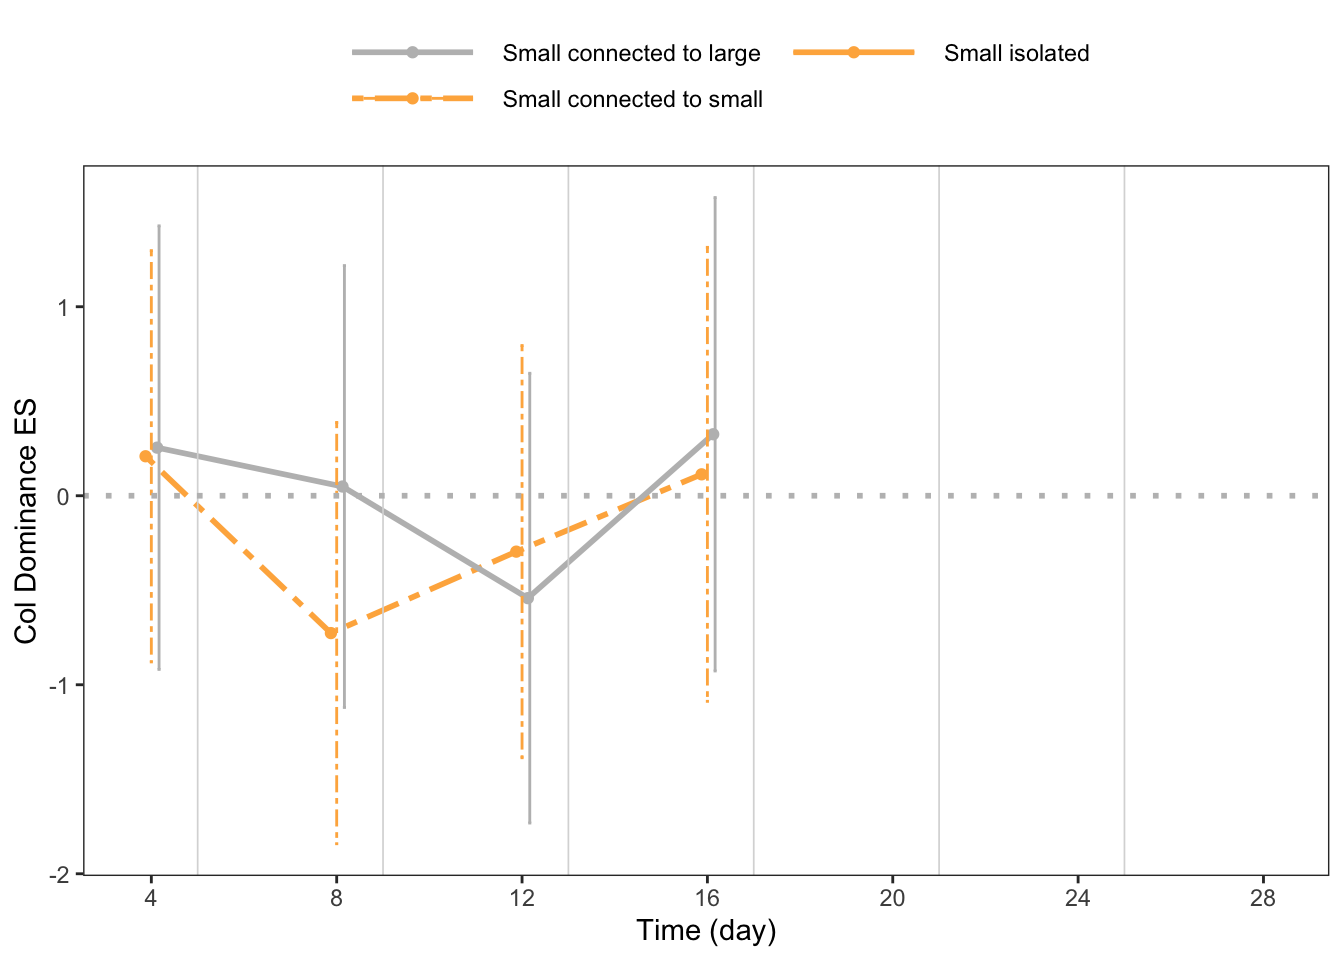 Small connected to large
Small isolated
Small connected to small
Col Dominance ES
1
0
-1
-2
4 8 12 16 20 24 28
Time (day)